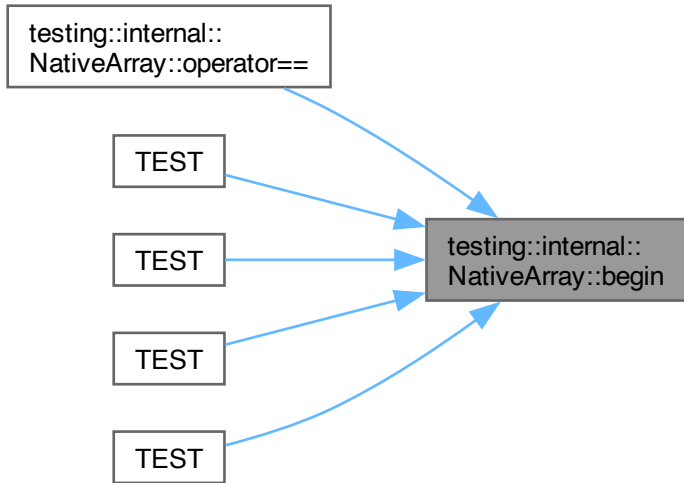 testing::internal::
NativeArray::operator==
TEST
TEST
testing::internal::
NativeArray::begin
TEST
TEST